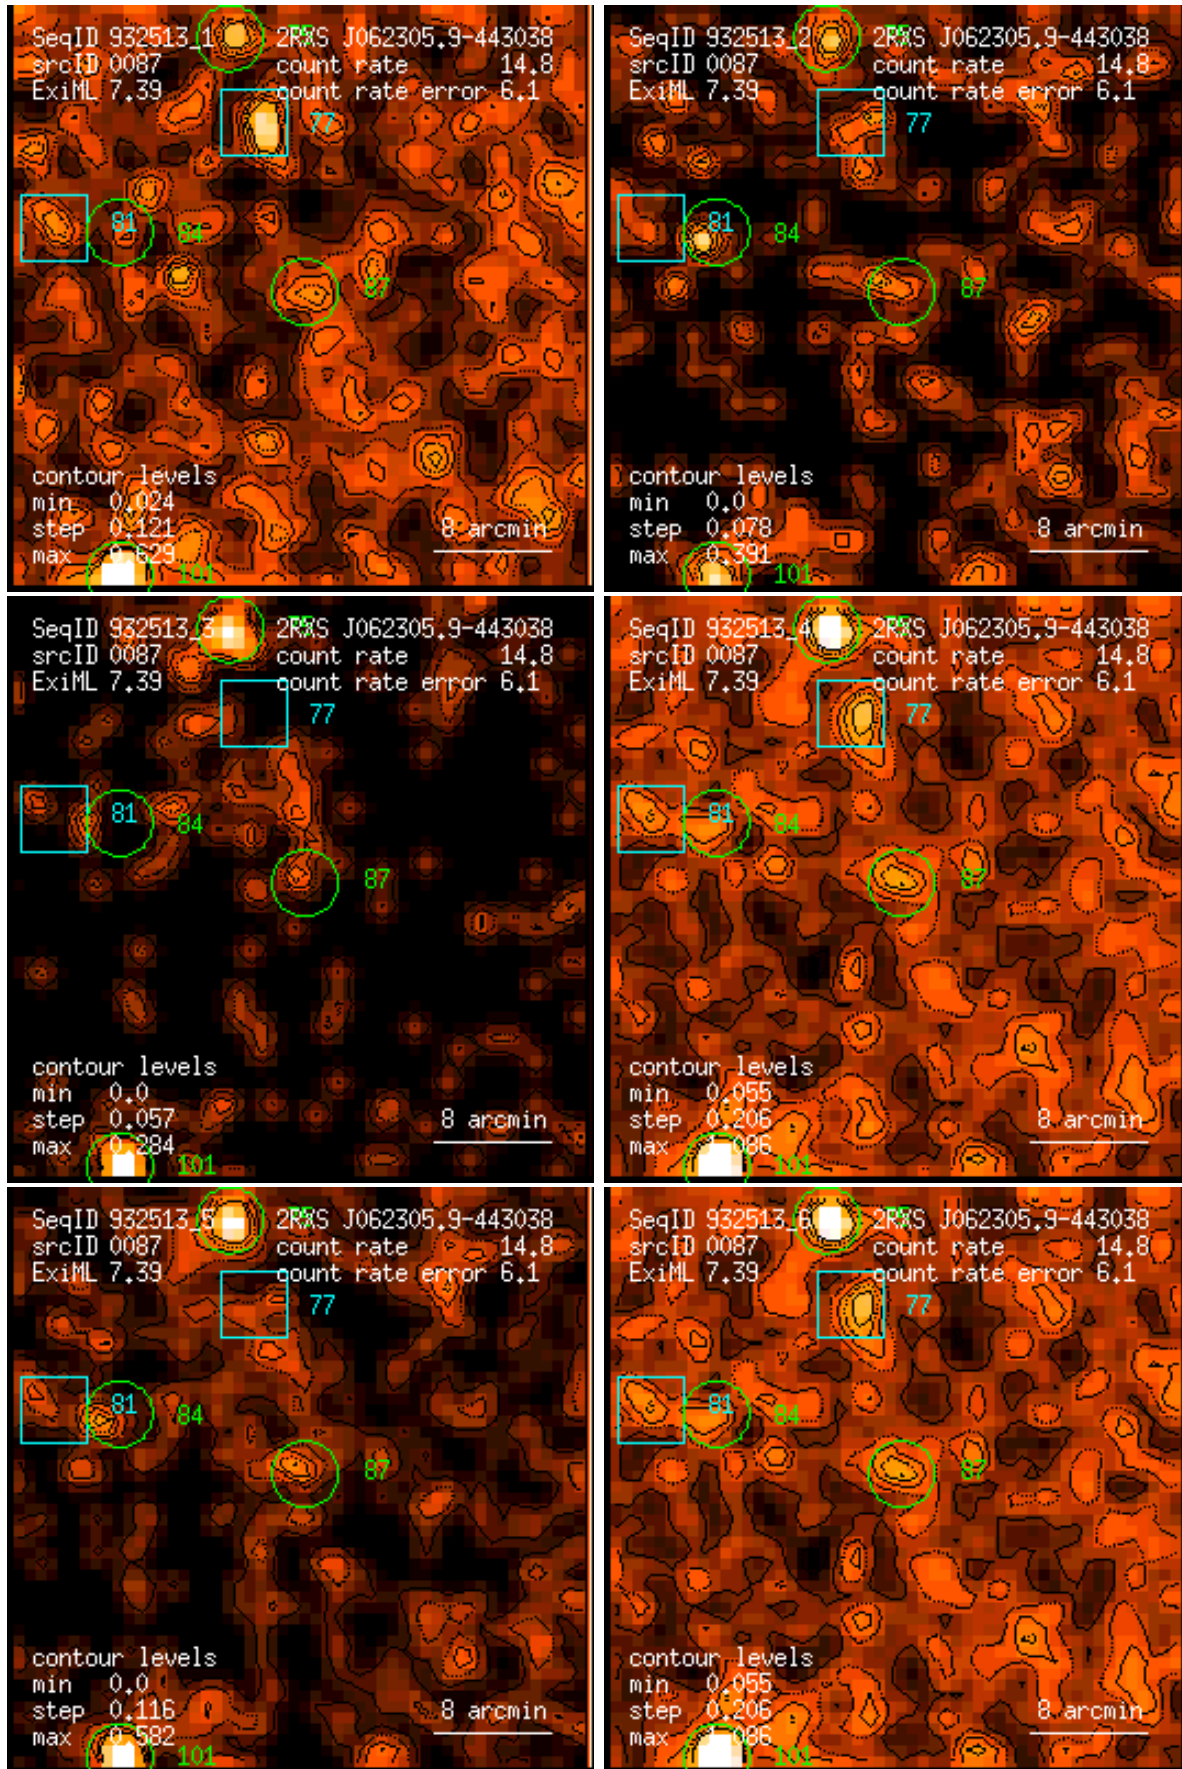 SeqID 932513_1 2RXS J062305.9-443038
srcID 0087 count rate 14.8
ExiML 7.39 count rate error 6.1
77
81
84
87
contour levels
min 0.024
step 0.121
max 0.629
8 arcmin
101
SeqID 932513_2 2RXS J062305.9-443038
srcID 0087 count rate 14.8
ExiML 7.39 count rate error 6.1
77
81
84
87
contour levels
min 0.0
step 0.078
max 0.391
8 arcmin
101
SeqID 932513_3 2RXS J062305.9-443038
srcID 0087 count rate 14.8
ExiML 7.39 count rate error 6.1
77
81
84
87
contour levels
min 0.0
step 0.057
max 0.284
8 arcmin
101
SeqID 932513_4 2RXS J062305.9-443038
srcID 0087 count rate 14.8
ExiML 7.39 count rate error 6.1
77
81
84
87
contour levels
min 0.055
step 0.206
max 1.086
8 arcmin
101
SeqID 932513_5 2RXS J062305.9-443038
srcID 0087 count rate 14.8
ExiML 7.39 count rate error 6.1
77
81
84
87
contour levels
min 0.0
step 0.116
max 0.582
8 arcmin
101
SeqID 932513_6 2RXS J062305.9-443038
srcID 0087 count rate 14.8
ExiML 7.39 count rate error 6.1
77
81
84
87
contour levels
min 0.055
step 0.206
max 1.086
8 arcmin
101